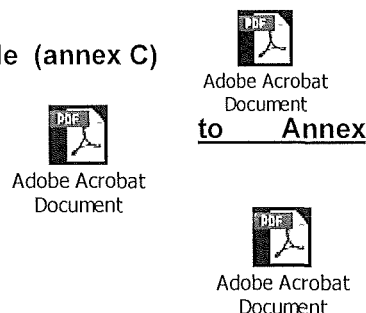 le (annex C)
PDF
Adobe Acrobat
Document
to Annex
PDF
Adobe Acrobat
Document
PDF
Adobe Acrobat
Document